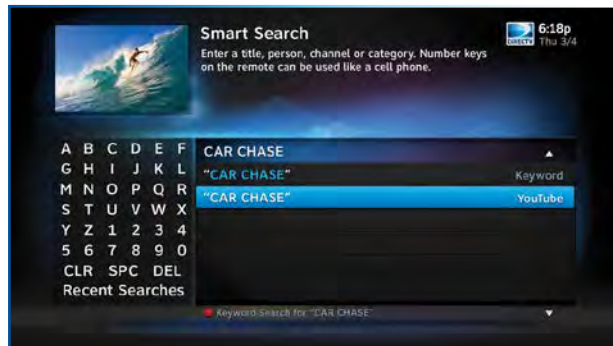 Smart Search
Enter a title, person, channel or category. Number keys
on the remote can be used like a cell phone.
DIRECTV
6:18p
Thu 3/4
A B C D E F
G H I J K L
M N O P Q R
S T U V W X
Y Z 1 2 3 4
5 6 7 8 9 0
CLR SPC DEL
Recent Searches
CAR CHASE
"CAR CHASE" Keyword
"CAR CHASE" YouTube
Keyword Search for "CAR CHASE"